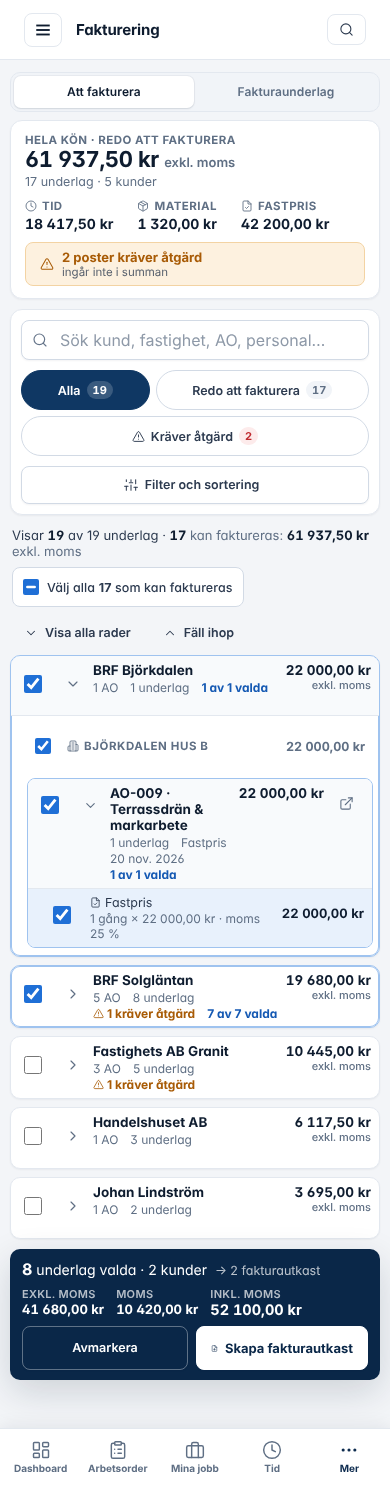 Fakturering
Att fakturera
Fakturaunderlag
HELA KÖN · REDO ATT FAKTURERA
61 937,50 kr exkl. moms
17 underlag · 5 kunder
TID
MATERIAL
FASTPRIS
18 417,50 kr
1 320,00 kr
42 200,00 kr
2 poster kräver åtgärd
ingår inte i summan
Sök kund, fastighet, AO, personal...
Alla 19
Redo att fakturera 17
Kräver åtgärd 2
Filter och sortering
Visar 19 av 19 underlag · 17 kan faktureras: 61 937,50 kr
exkl. moms
Välj alla 17 som kan faktureras
Visa alla rader
Fäll ihop
BRF Björkdalen
22 000,00 kr
1 AO 1 underlag 1 av 1 valda
exkl. moms
BJÖRKDALEN HUS B
22 000,00 kr
AO-009 ·
Terrassdrän &
markarbete
22 000,00 kr
1 underlag Fastpris
20 nov. 2026
1 av 1 valda
Fastpris
1 gång × 22 000,00 kr · moms
25 %
22 000,00 kr
BRF Solgläntan
19 680,00 kr
5 AO 8 underlag
exkl. moms
1 kräver åtgärd 7 av 7 valda
Fastighets AB Granit
10 445,00 kr
3 AO 5 underlag
exkl. moms
1 kräver åtgärd
Handelshuset AB
6 117,50 kr
1 AO 3 underlag
exkl. moms
Johan Lindström
3 695,00 kr
1 AO 2 underlag
exkl. moms
8 underlag valda · 2 kunder → 2 fakturautkast
EXKL. MOMS
MOMS
INKL. MOMS
41 680,00 kr
10 420,00 kr
52 100,00 kr
Avmarkera
Skapa fakturautkast
Dashboard
Arbetsorder
Mina jobb
Tid
Mer